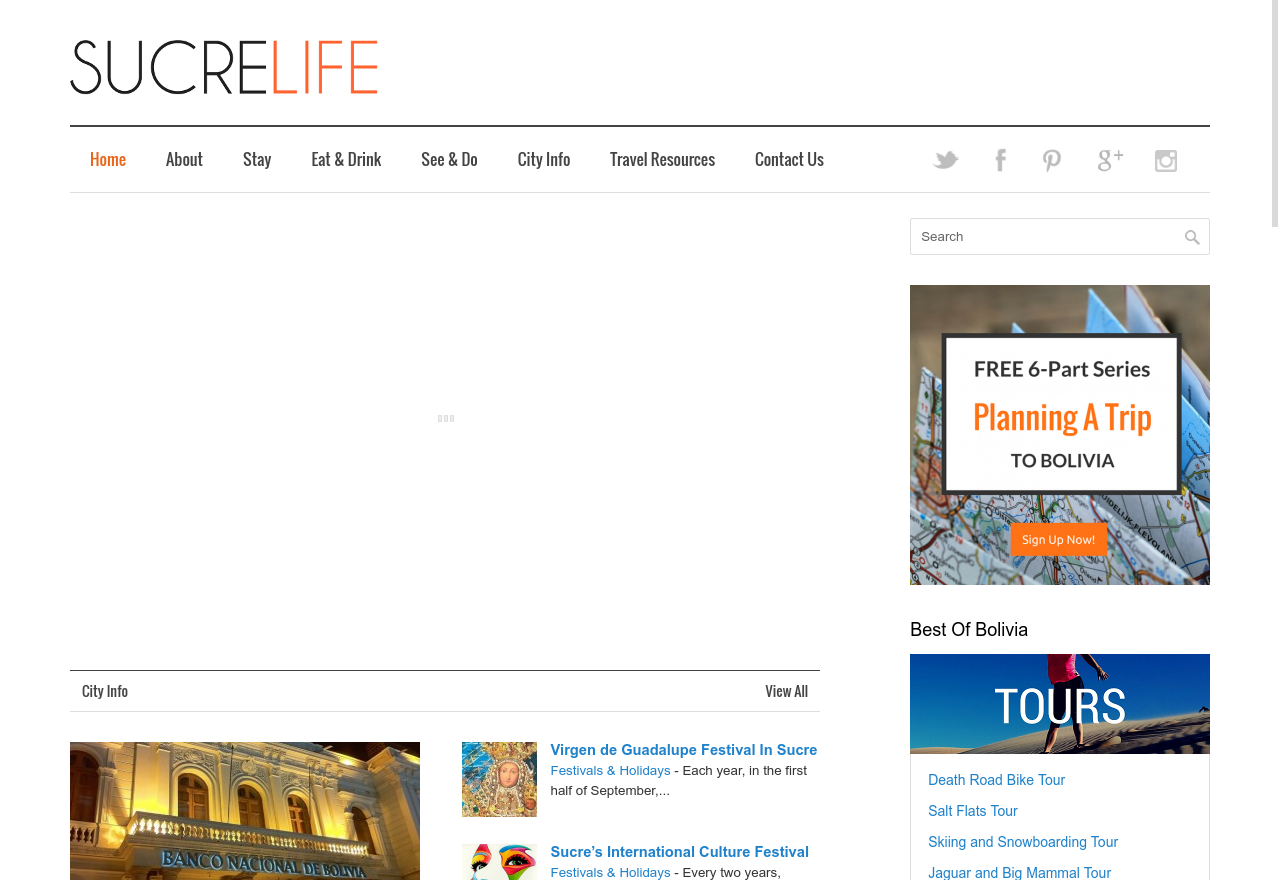 SUCRELIFE
Home About Stay Eat & Drink See & Do City Info Travel Resources Contact Us
Search
FREE 6-Part Series
Planning A Trip
TO BOLIVIA
Sign Up Now!
Best Of Bolivia
TOURS
Death Road Bike Tour
Salt Flats Tour
Skiing and Snowboarding Tour
Jaguar and Big Mammal Tour
City Info View All
BANCO NACIONAL DE BOLIVIA
Virgen de Guadalupe Festival In Sucre
Festivals & Holidays - Each year, in the first
half of September,...
Sucre’s International Culture Festival
Festivals & Holidays - Every two years,